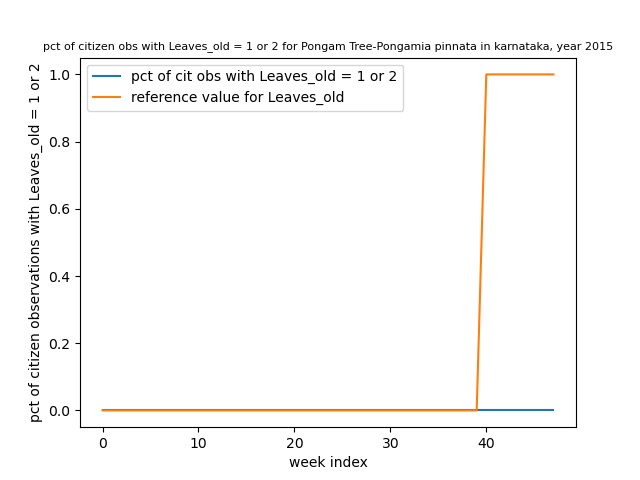 pct of citizen obs with Leaves_old = 1 or 2 for Pongam Tree-Pongamia pinnata in karnataka, year 2015
pct of citizen observations with Leaves_old = 1 or 2
1.0
0.8
0.6
0.4
0.2
0.0
pct of cit obs with Leaves_old = 1 or 2
reference value for Leaves_old
0 10 20 30 40
week index